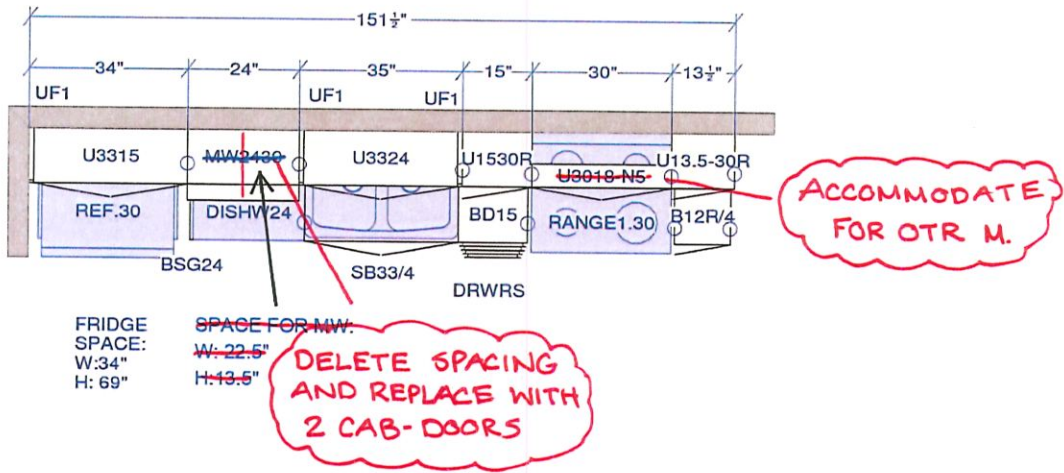 151½"
34" 24" 35" 15" 30" 13½"
UF1 UF1 UF1
U3315 MW2430 U3324 U1530R U3018-N5 U13.5-30R
REF.30 DISHW24 BD15 RANGE1.30 B12R/4
BSG24 SB33/4
DRWRS
ACCOMMODATE
FOR OTR M.
FRIDGE
SPACE:
W:34"
H: 69"
SPACE FOR MW:
W: 22.5"
H:13.5"
DELETE SPACING
AND REPLACE WITH
2 CAB-DOORS